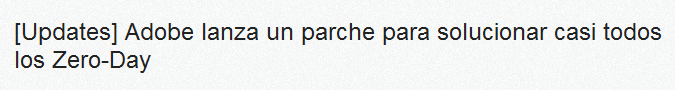 [Updates] Adobe lanza un parche para solucionar casi todos
los Zero-Day